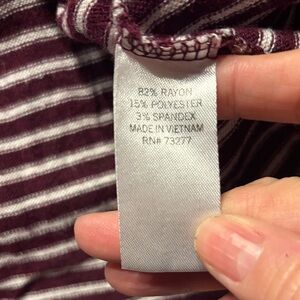 82% RAYON
15% POLYESTER
3% SPANDEX
MADE IN VIETNAM
RN# 73277